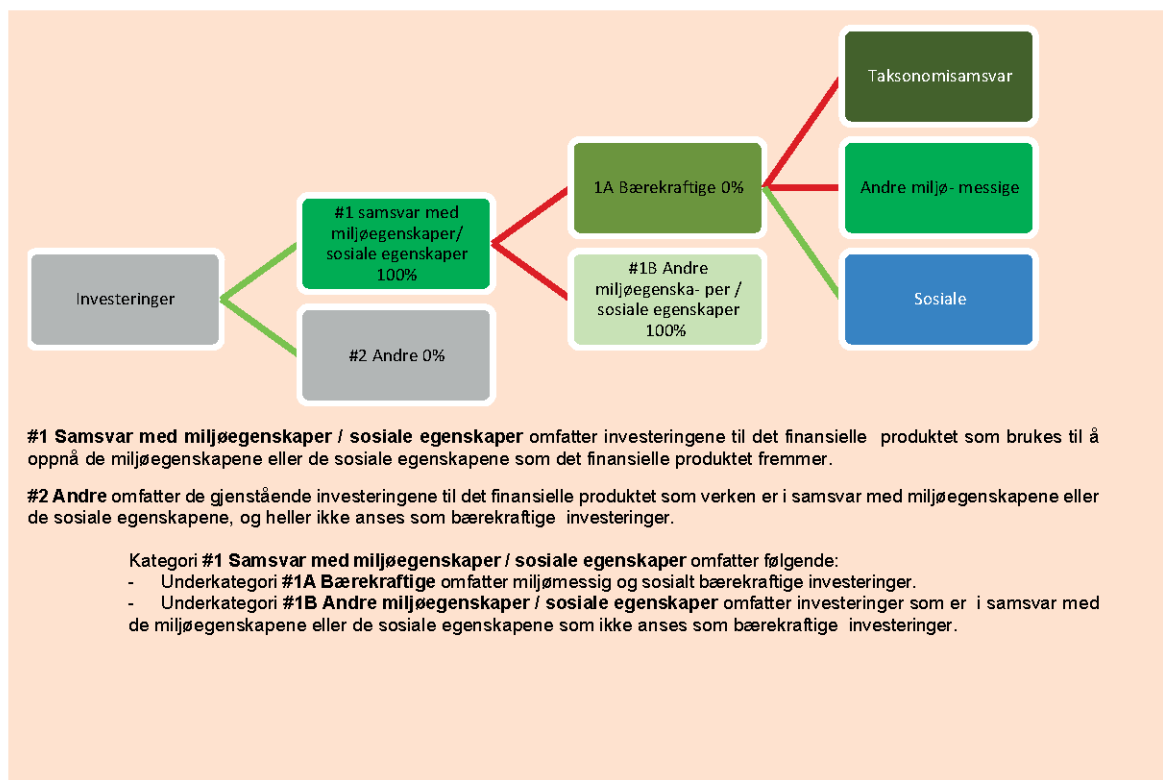 Taksonomisamsvar
1A Bærekraftige 0%
Andre miljø- messige
#1 samsvar med
miljøegenskaper/
sosiale egenskaper
100%
#1B Andre
miljøegenska- per /
sosiale egenskaper
100%
Investeringer
Sosiale
#2 Andre 0%
#1 Samsvar med miljøegenskaper / sosiale egenskaper omfatter investeringene til det finansielle produktet som brukes til å
oppnå de miljøegenskapene eller de sosiale egenskapene som det finansielle produktet fremmer.
#2 Andre omfatter de gjenstående investeringene til det finansielle produktet som verken er i samsvar med miljøegenskapene eller
de sosiale egenskapene, og heller ikke anses som bærekraftige investeringer.
Kategori #1 Samsvar med miljøegenskaper / sosiale egenskaper omfatter følgende:
- Underkategori #1A Bærekraftige omfatter miljømessig og sosialt bærekraftige investeringer.
- Underkategori #1B Andre miljøegenskaper / sosiale egenskaper omfatter investeringer som er i samsvar med
de miljøegenskapene eller de sosiale egenskapene som ikke anses som bærekraftige investeringer.